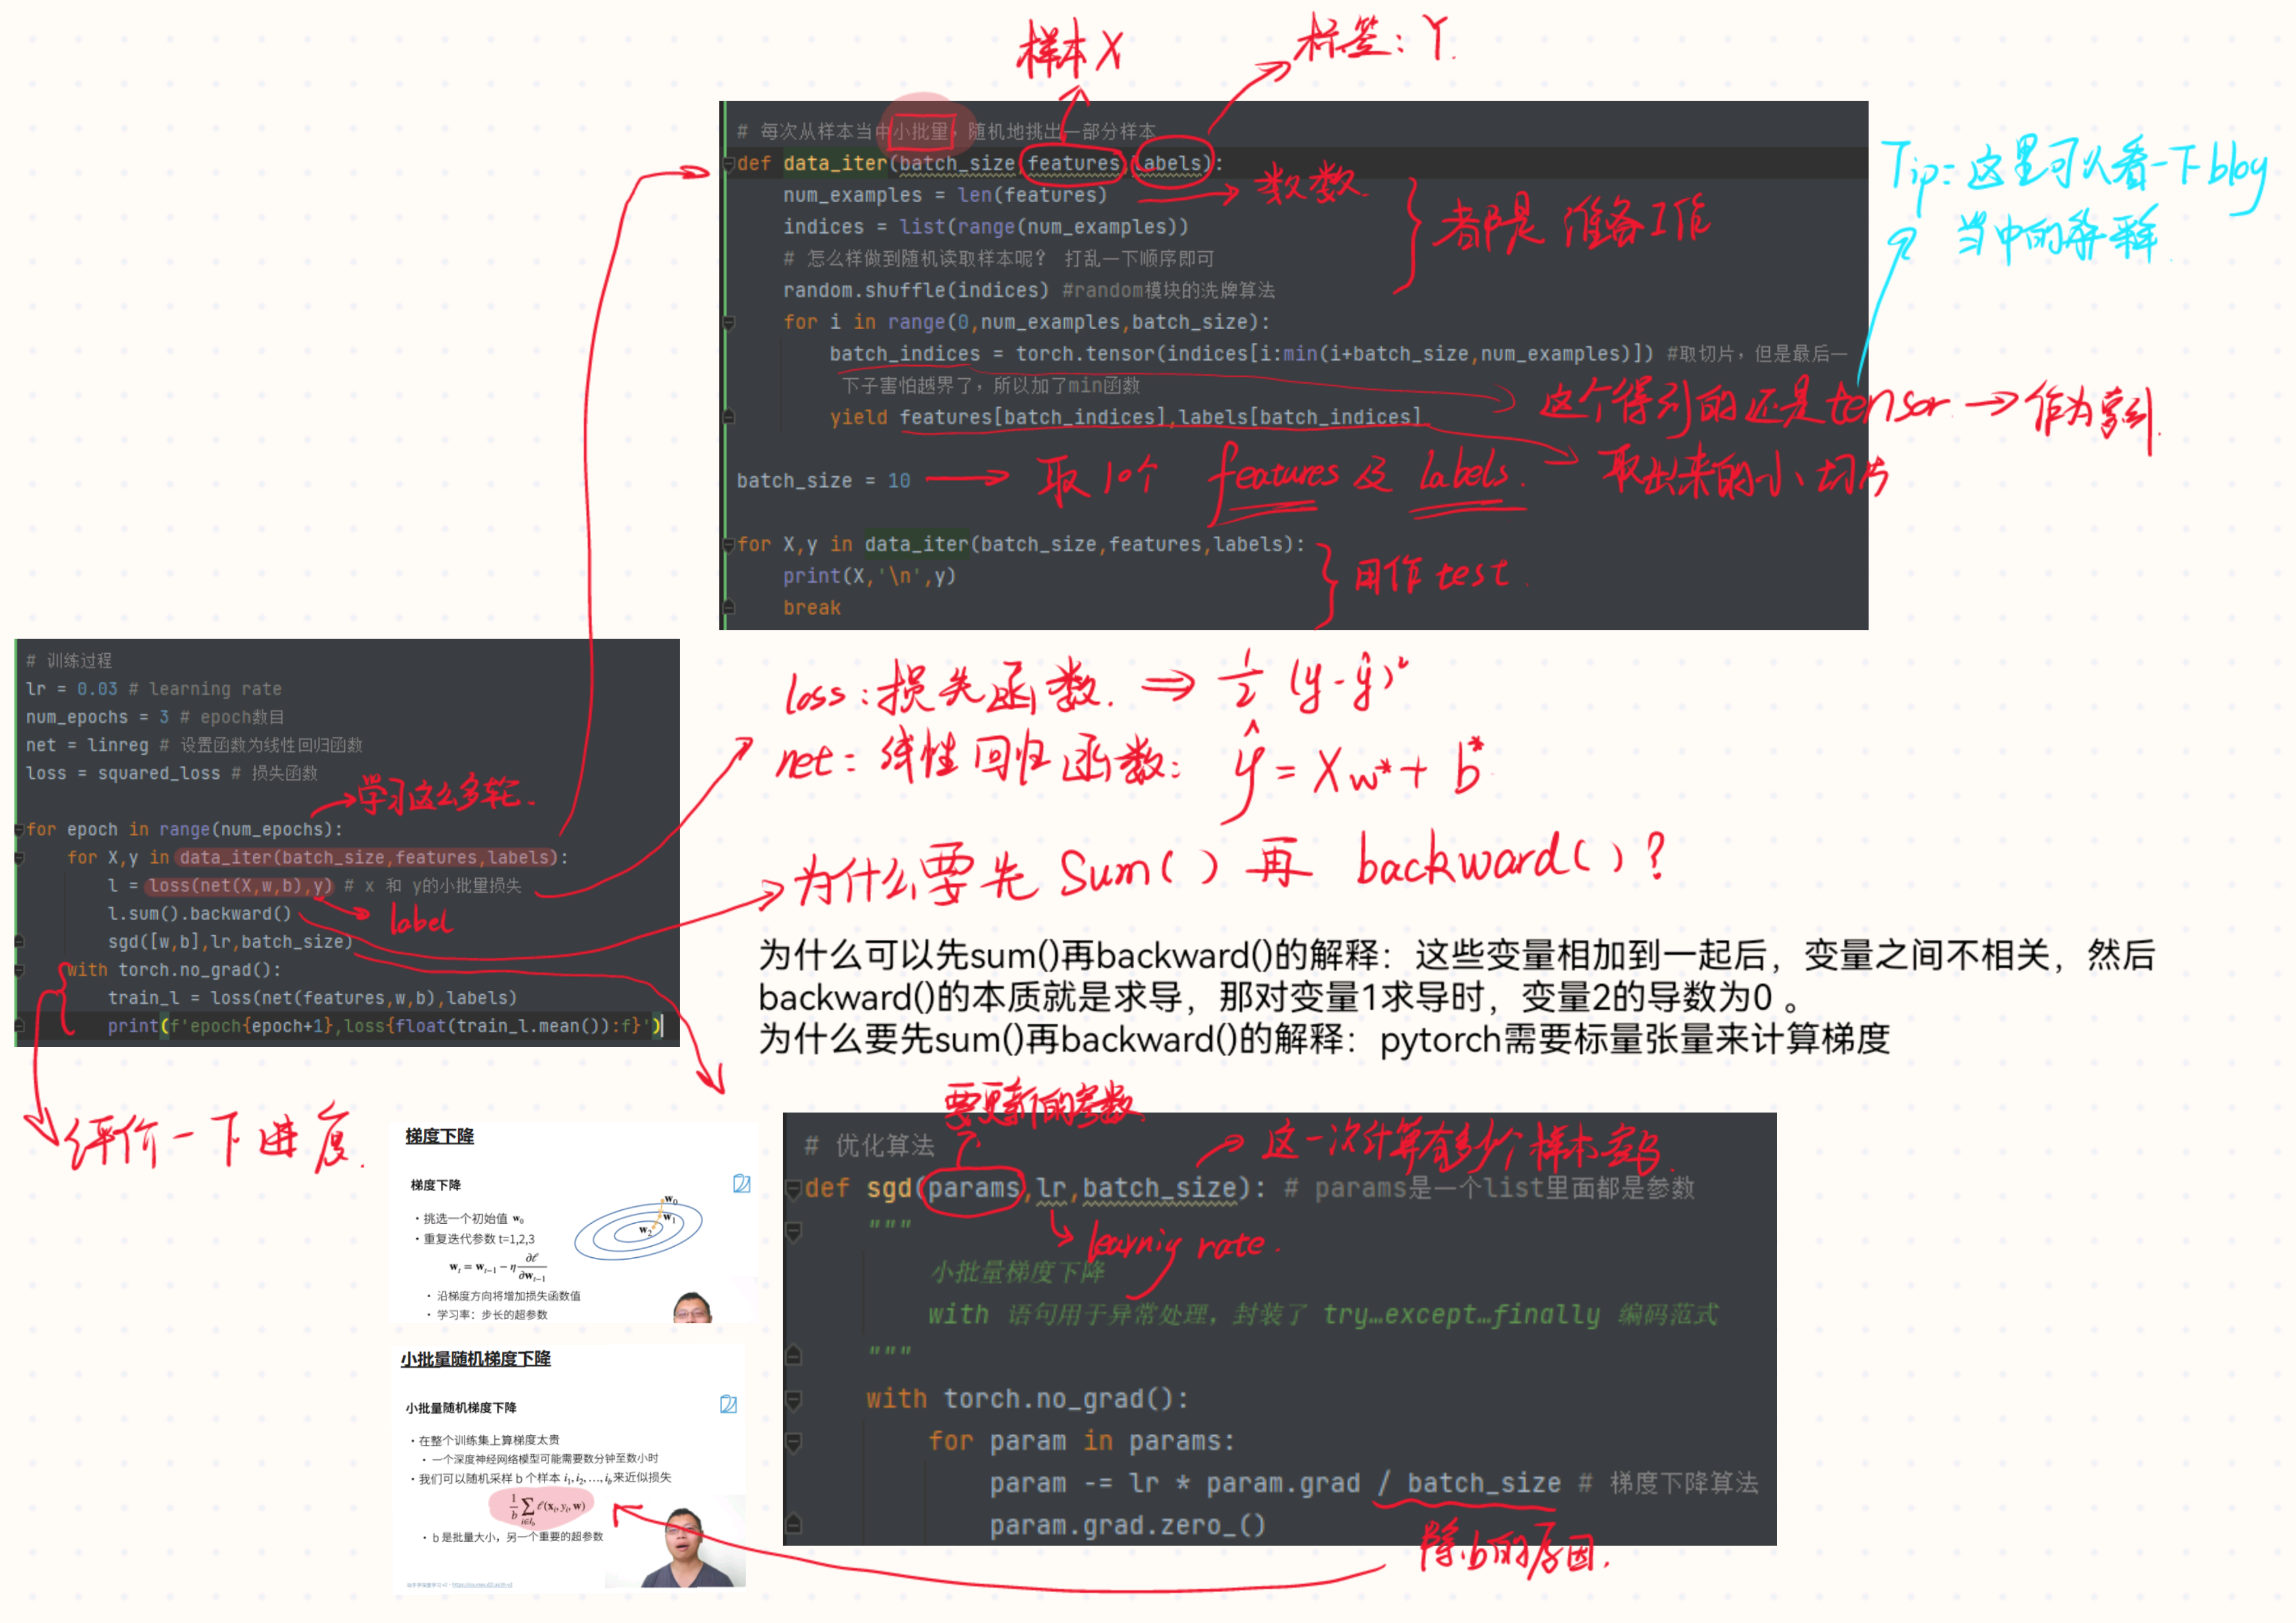 样本X
标签：Y.
# 每次从样本当中小批量，随机地挑出一部分样本
def data_iter(batch_size,features,labels):
num_examples = len(features)
数数.
indices = list(range(num_examples))
都是准备工作
# 怎么样做到随机读取样本呢？ 打乱一下顺序即可
random.shuffle(indices) #random模块的洗牌算法
for i in range(0,num_examples,batch_size):
batch_indices = torch.tensor(indices[i:min(i+batch_size,num_examples)]) #取切片，但是最后一
下子害怕越界了，所以加了min函数
yield features[batch_indices],labels[batch_indices]
Tip：这里可以看一下blog
当中的解释
这个得到的还是tensor → 作为索引.
取出来的小切片
batch_size = 10
取10个 features 及 labels.
for X,y in data_iter(batch_size,features,labels):
print(X,'\n',y)
break
用作test.
# 训练过程
lr = 0.03 # learning rate
num_epochs = 3 # epoch数目
net = linreg # 设置函数为线性回归函数
loss = squared_loss # 损失函数
学习这么多轮.
for epoch in range(num_epochs):
for X,y in data_iter(batch_size,features,labels):
l = loss(net(X,w,b),y) # x 和 y的小批量损失
l.sum().backward()
label
sgd([w,b],lr,batch_size)
with torch.no_grad():
train_l = loss(net(features,w,b),labels)
print(f'epoch{epoch+1},loss{float(train_l.mean()):f}')
评价一下进度.
loss：损失函数. ⇒ ½ (y-ŷ)²
net：线性回归函数：ŷ = Xw*+ b*
为什么要先 Sum() 再 backward()?
为什么可以先sum()再backward()的解释：这些变量相加到一起后，变量之间不相关，然后
backward()的本质就是求导，那对变量1求导时，变量2的导数为0 。
为什么要先sum()再backward()的解释：pytorch需要标量张量来计算梯度
梯度下降
梯度下降
• 挑选一个初始值 w₀
• 重复迭代参数 t=1,2,3
wₜ = wₜ₋₁ − η ∂ℓ/∂wₜ₋₁
• 沿梯度方向将增加损失函数值
• 学习率：步长的超参数
w₀
w₁
w₂
小批量随机梯度下降
小批量随机梯度下降
• 在整个训练集上算梯度太贵
• 一个深度神经网络模型可能需要数分钟至数小时
• 我们可以随机采样 b 个样本 i₁, i₂, …, i_b 来近似损失
1/b ∑ i∈I_b ℓ(xᵢ, yᵢ, w)
• b 是批量大小，另一个重要的超参数
要更新的参数
# 优化算法
这一次计算有多少个样本
def sgd(params,lr,batch_size): # params是一个list里面都是参数
"""
learnig rate.
小批量梯度下降
with 语句用于异常处理，封装了 try…except…finally 编码范式
"""
with torch.no_grad():
for param in params:
param -= lr * param.grad / batch_size # 梯度下降算法
param.grad.zero_()
除b的原因.